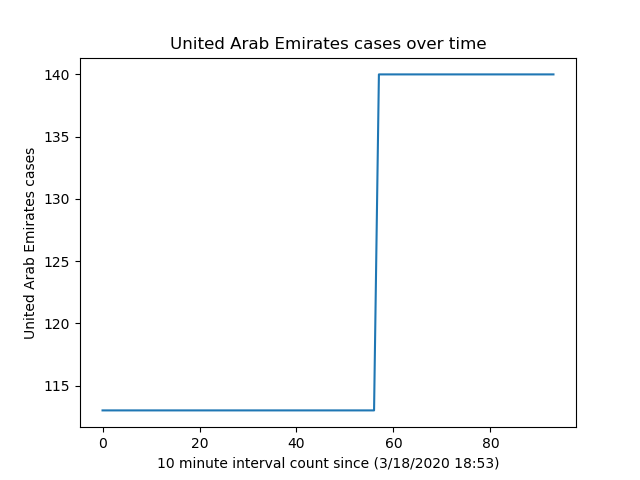 United Arab Emirates cases over time
140
135
130
125
120
115
United Arab Emirates cases
0 20 40 60 80
10 minute interval count since (3/18/2020 18:53)